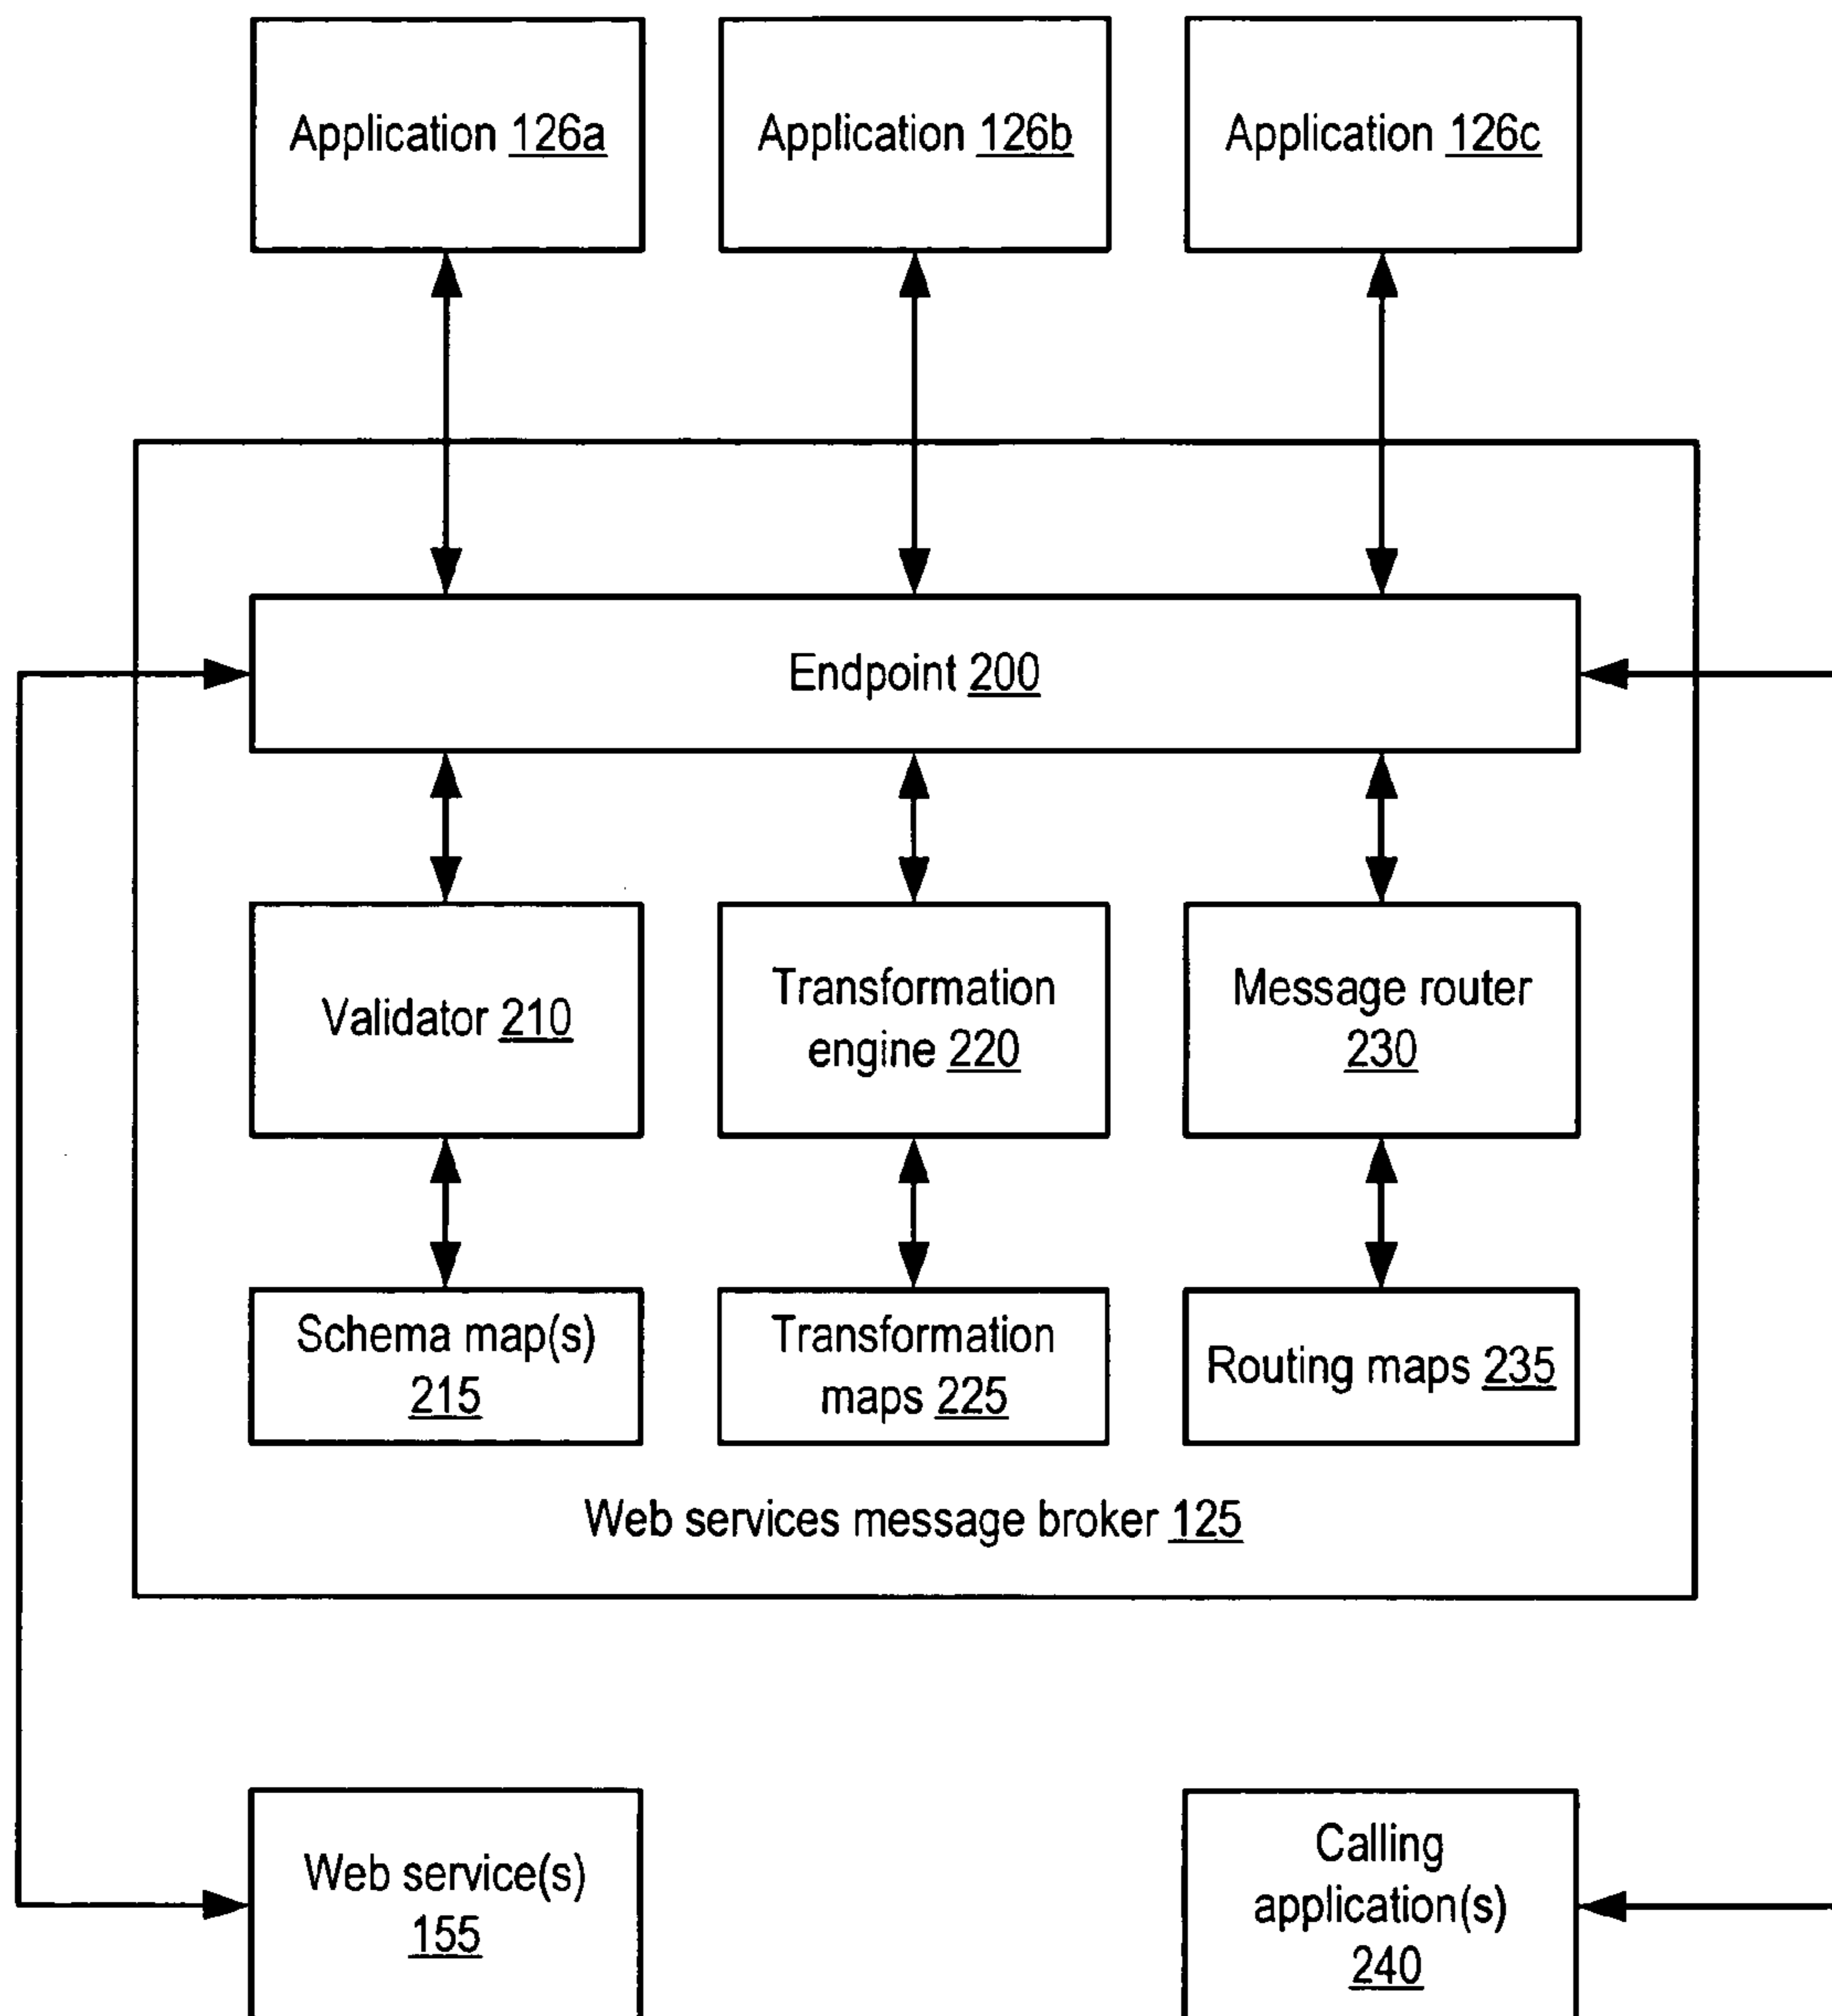 Application 126a
Application 126b
Application 126c
Endpoint 200
Validator 210
Transformation
engine 220
Message router
230
Schema map(s)
215
Transformation
maps 225
Routing maps 235
Web services message broker 125
Web service(s)
155
Calling
application(s)
240